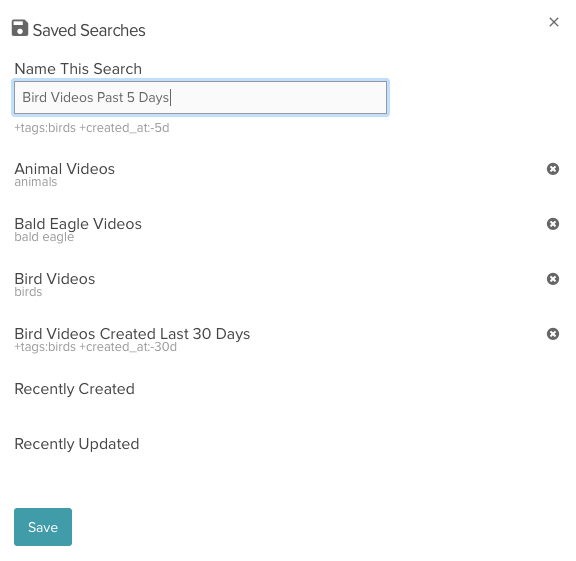 Saved Searches
Name This Search
Bird Videos Past 5 Days
+tags:birds +created_at:-5d
Animal Videos
animals
Bald Eagle Videos
bald eagle
Bird Videos
birds
Bird Videos Created Last 30 Days
+tags:birds +created_at:-30d
Recently Created
Recently Updated
Save